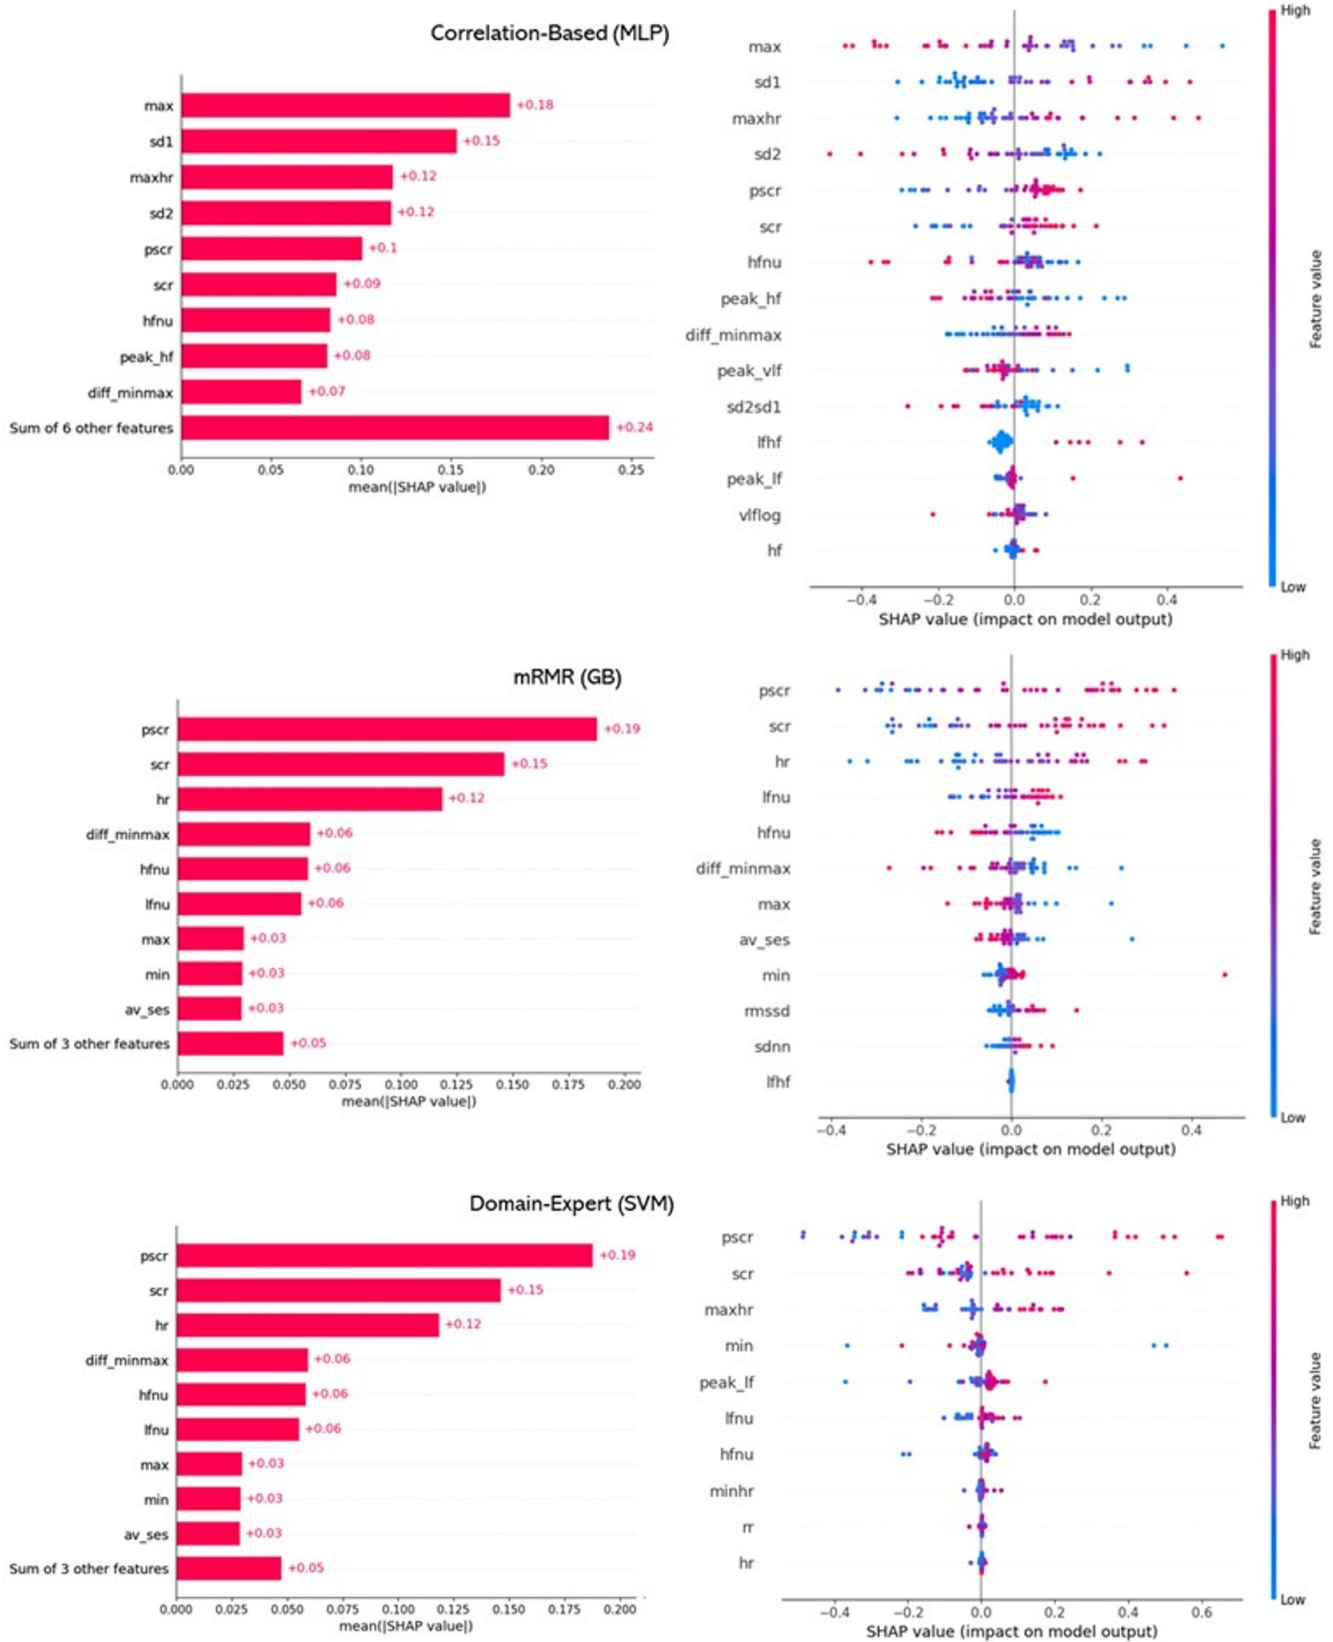 Correlation-Based (MLP)
max +0.18
sd1 +0.15
maxhr +0.12
sd2 +0.12
pscr +0.1
scr +0.09
hfnu +0.08
peak_hf +0.08
diff_minmax +0.07
Sum of 6 other features +0.24
0.00 0.05 0.10 0.15 0.20 0.25
mean(|SHAP value|)
max
sd1
maxhr
sd2
pscr
scr
hfnu
peak_hf
diff_minmax
peak_vlf
sd2sd1
lfhf
peak_lf
vlflog
hf
−0.4 −0.2 0.0 0.2 0.4
SHAP value (impact on model output)
High
Feature value
Low
mRMR (GB)
pscr +0.19
scr +0.15
hr +0.12
diff_minmax +0.06
hfnu +0.06
lfnu +0.06
max +0.03
min +0.03
av_ses +0.03
Sum of 3 other features +0.05
0.000 0.025 0.050 0.075 0.100 0.125 0.150 0.175 0.200
mean(|SHAP value|)
pscr
scr
hr
lfnu
hfnu
diff_minmax
max
av_ses
min
rmssd
sdnn
lfhf
−0.4 −0.2 0.0 0.2 0.4
SHAP value (impact on model output)
High
Feature value
Low
Domain-Expert (SVM)
pscr +0.19
scr +0.15
hr +0.12
diff_minmax +0.06
hfnu +0.06
lfnu +0.06
max +0.03
min +0.03
av_ses +0.03
Sum of 3 other features +0.05
0.000 0.025 0.050 0.075 0.100 0.125 0.150 0.175 0.200
mean(|SHAP value|)
pscr
scr
maxhr
min
peak_lf
lfnu
hfnu
minhr
rr
hr
−0.4 −0.2 0.0 0.2 0.4 0.6
SHAP value (impact on model output)
High
Feature value
Low